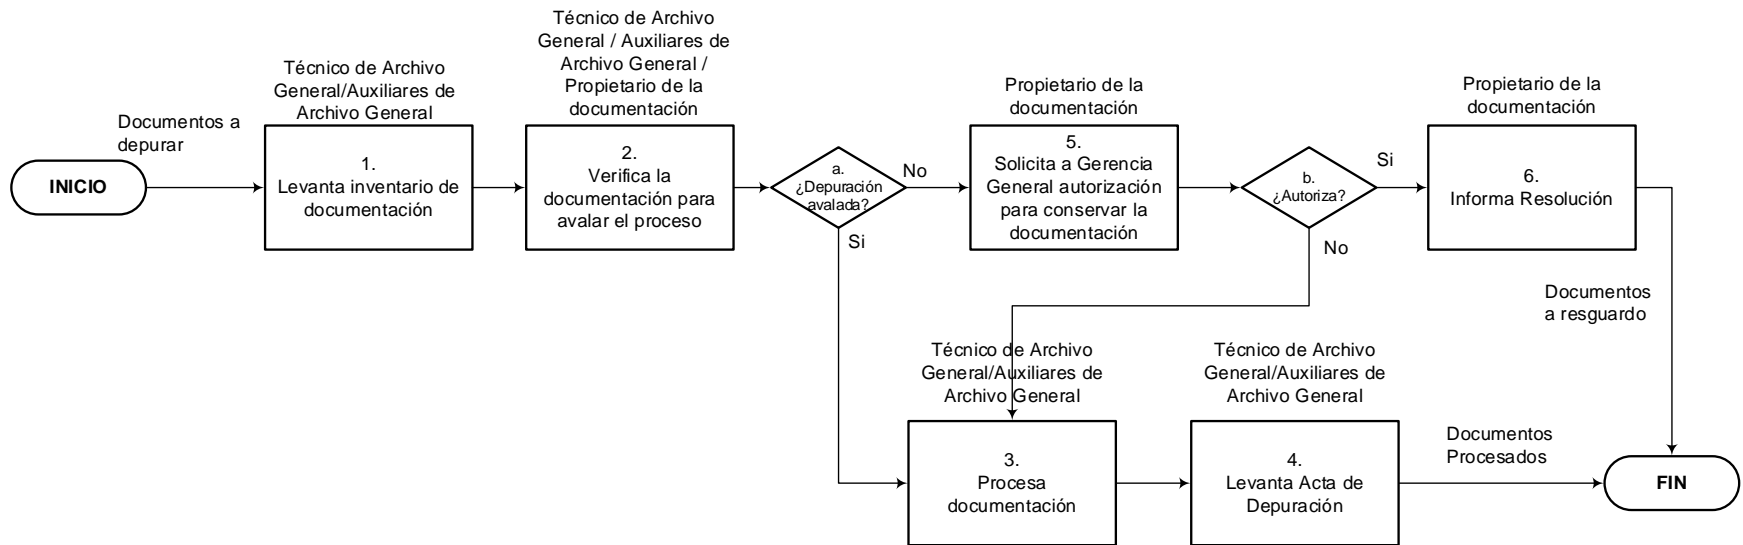 INICIO
Documentos a
depurar
Técnico de Archivo
General/Auxiliares de
Archivo General
1.
Levanta inventario de
documentación
Técnico de Archivo
General / Auxiliares de
Archivo General /
Propietario de la
documentación
2.
Verifica la
documentación para
avalar el proceso
a.
¿Depuración
avalada?
No
Si
Propietario de la
documentación
5.
Solicita a Gerencia
General autorización
para conservar la
documentación
b.
¿Autoriza?
Si
No
Propietario de la
documentación
6.
Informa Resolución
Documentos
a resguardo
Técnico de Archivo
General/Auxiliares de
Archivo General
3.
Procesa
documentación
Técnico de Archivo
General/Auxiliares de
Archivo General
4.
Levanta Acta de
Depuración
Documentos
Procesados
FIN